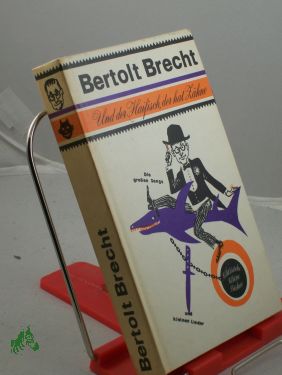 Bertolt Brecht
Und der Haifisch, der hat Zähne
Die
großen Songs
kleinen Lieder
Bertolt Brecht